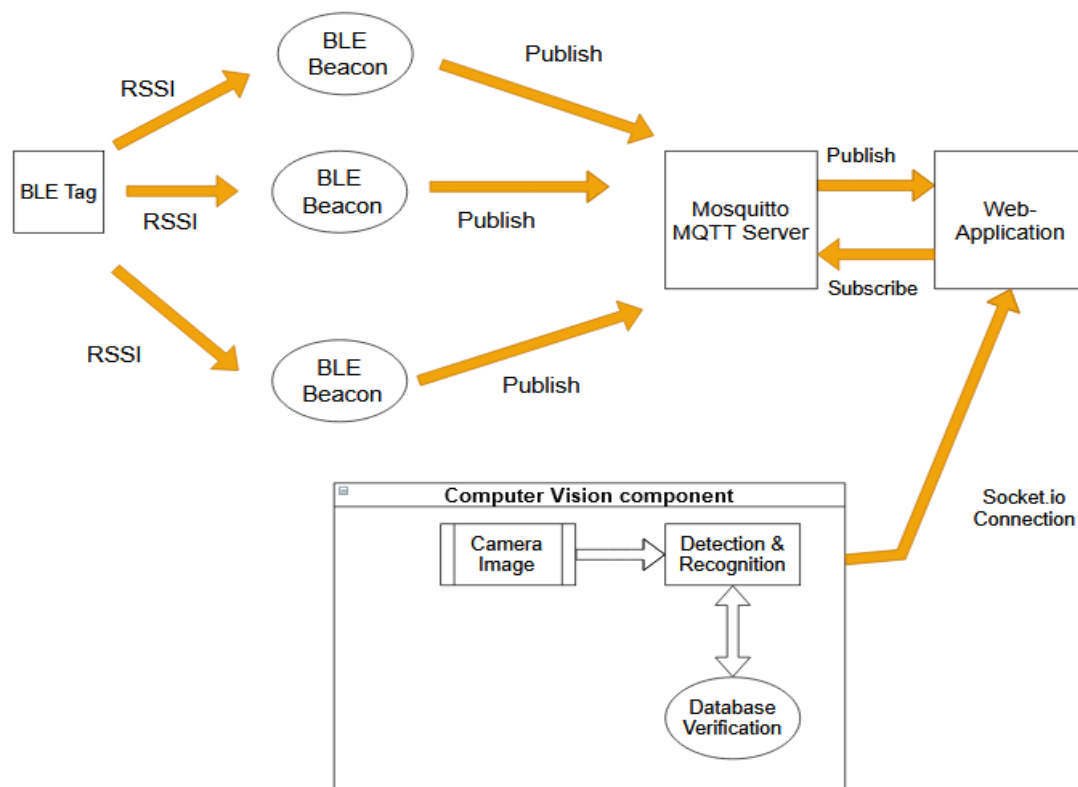 BLE
Beacon
Publish
RSSI
BLE Tag
RSSI
BLE
Beacon
Publish
Mosquitto
MQTT Server
Publish
Subscribe
Web-
Application
RSSI
BLE
Beacon
Publish
Socket.io
Connection
Computer Vision component
Camera
Image
Detection &
Recognition
Database
Verification